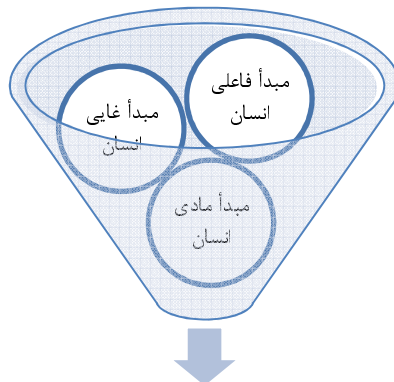 مبدأ فاعلی
انسان
مبدأ غایی
انسان
مبدأ مادی
انسان